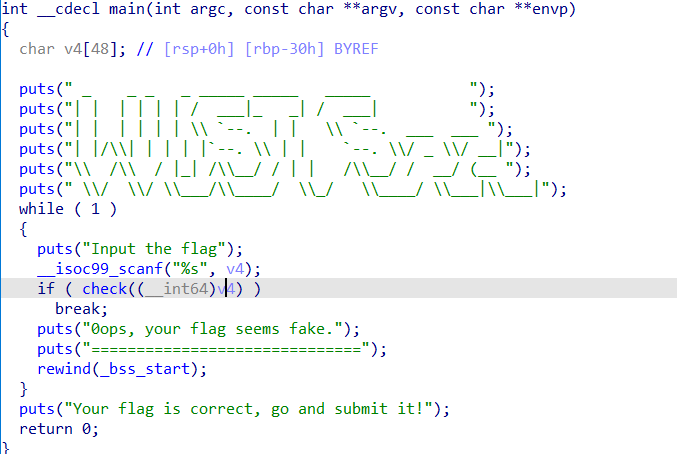 int __cdecl main(int argc, const char **argv, const char **envp)
{
  char v4[48]; // [rsp+0h] [rbp-30h] BYREF

  puts(" _    _ _   _ _____ _____   _____           ");
  puts("| |  | | | | /  ___|_   _| /  ___|          ");
  puts("| |  | | | | \\ `--.  | |   \\ `--.  ___  ___ ");
  puts("| |/\\| | | | |`--. \\ | |    `--. \\/ _ \\/ __|");
  puts("\\  /\\  / |_| /\\__/ / | |   /\\__/ /  __/ (__ ");
  puts(" \\/  \\/ \\___/\\____/  \\_/   \\____/ \\___|\\___|");
  while ( 1 )
  {
    puts("Input the flag");
    __isoc99_scanf("%s", v4);
    if ( check((__int64)v4) )
      break;
    puts("0ops, your flag seems fake.");
    puts("==============================");
    rewind(_bss_start);
  }
  puts("Your flag is correct, go and submit it!");
  return 0;
}